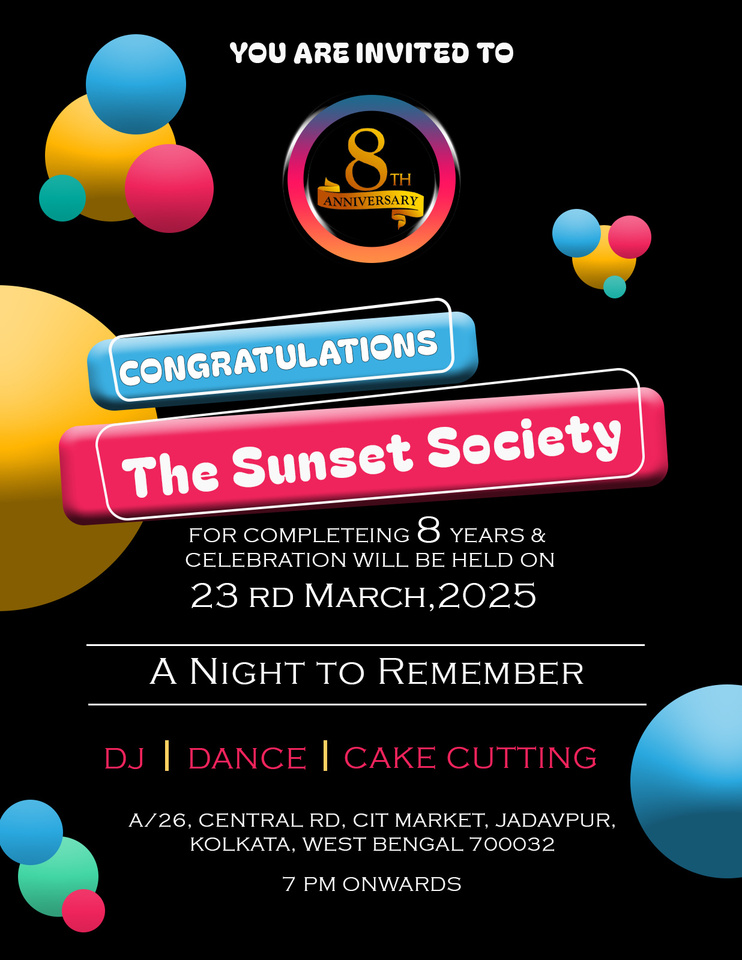 YOU ARE INVITED TO
8TH
ANNIVERSARY
CONGRATULATIONS
The Sunset Society
FOR COMPLETEING 8 YEARS &
CELEBRATION WILL BE HELD ON
23 RD MARCH,2025
A NIGHT TO REMEMBER
DJ | DANCE | CAKE CUTTING
A/26, CENTRAL RD, CIT MARKET, JADAVPUR,
KOLKATA, WEST BENGAL 700032
7 PM ONWARDS